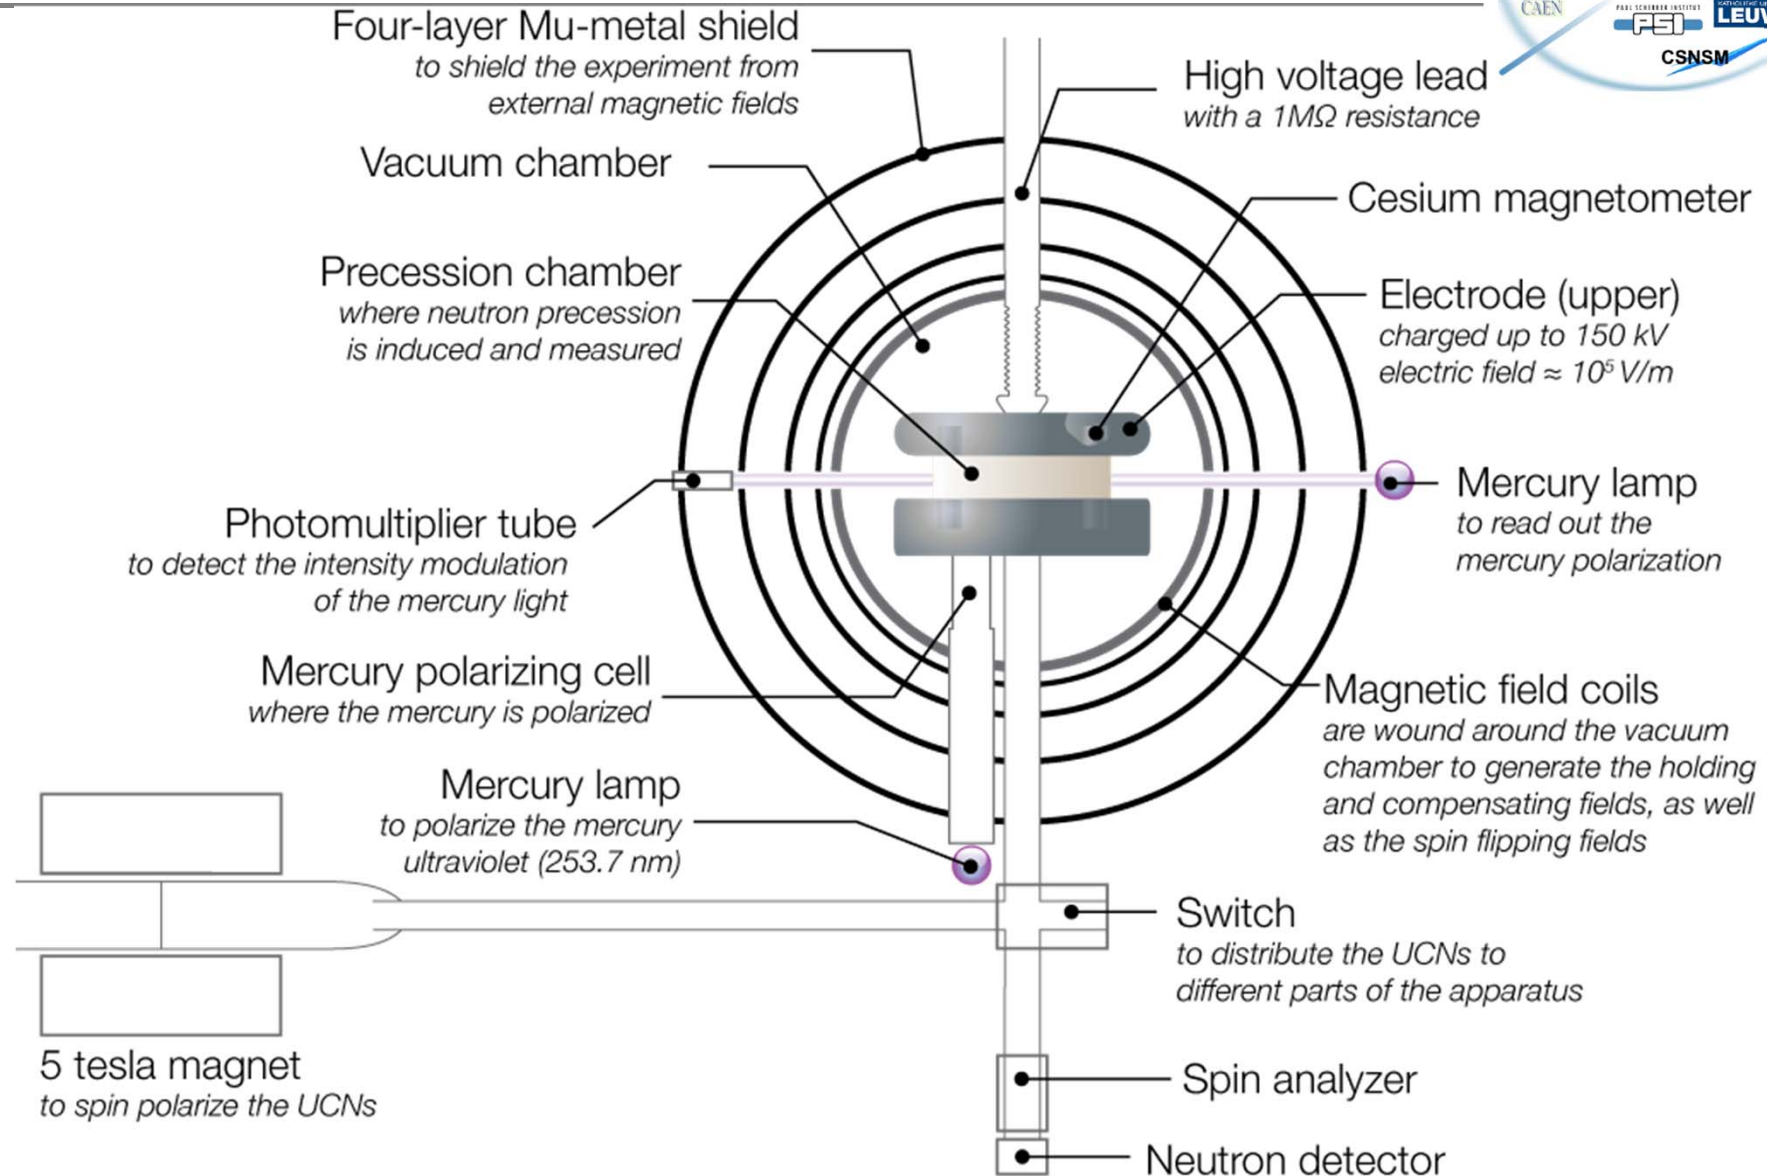 Four-layer Mu-metal shield
to shield the experiment from
external magnetic fields
Vacuum chamber
Precession chamber
where neutron precession
is induced and measured
Photomultiplier tube
to detect the intensity modulation
of the mercury light
Mercury polarizing cell
where the mercury is polarized
Mercury lamp
to polarize the mercury
ultraviolet (253.7 nm)
5 tesla magnet
to spin polarize the UCNs
CAEN
PAUL SCHERRER INSTITUT
PSI
CSNSM
High voltage lead
with a 1MΩ resistance
Cesium magnetometer
Electrode (upper)
charged up to 150 kV
electric field ≈ 10⁵ V/m
Mercury lamp
to read out the
mercury polarization
Magnetic field coils
are wound around the vacuum
chamber to generate the holding
and compensating fields, as well
as the spin flipping fields
Switch
to distribute the UCNs to
different parts of the apparatus
Spin analyzer
Neutron detector